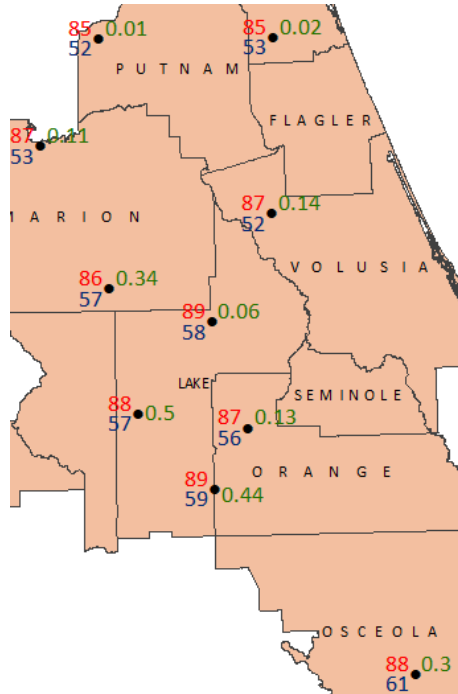 85 0.01
52
85 0.02
53
PUTNAM
FLAGLER
87 0.11
53
87 0.14
52
MARION
VOLUSIA
86 0.34
57
89 0.06
58
LAKE
SEMINOLE
88 0.5
57
87 0.13
56
ORANGE
89 0.44
59
OSCEOLA
88 0.3
61